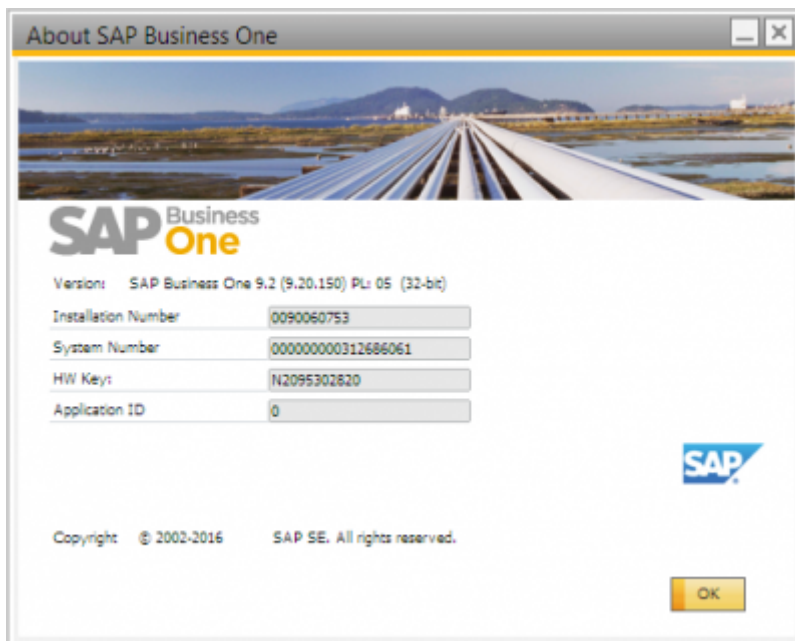 About SAP Business One
SAP Business One
Version: SAP Business One 9.2 (9.20.150) PL: 05 (32-bit)
Installation Number 0090060753
System Number 000000000312686061
HW Key: N2095302820
Application ID 0
SAP
Copyright © 2002-2016 SAP SE. All rights reserved.
OK